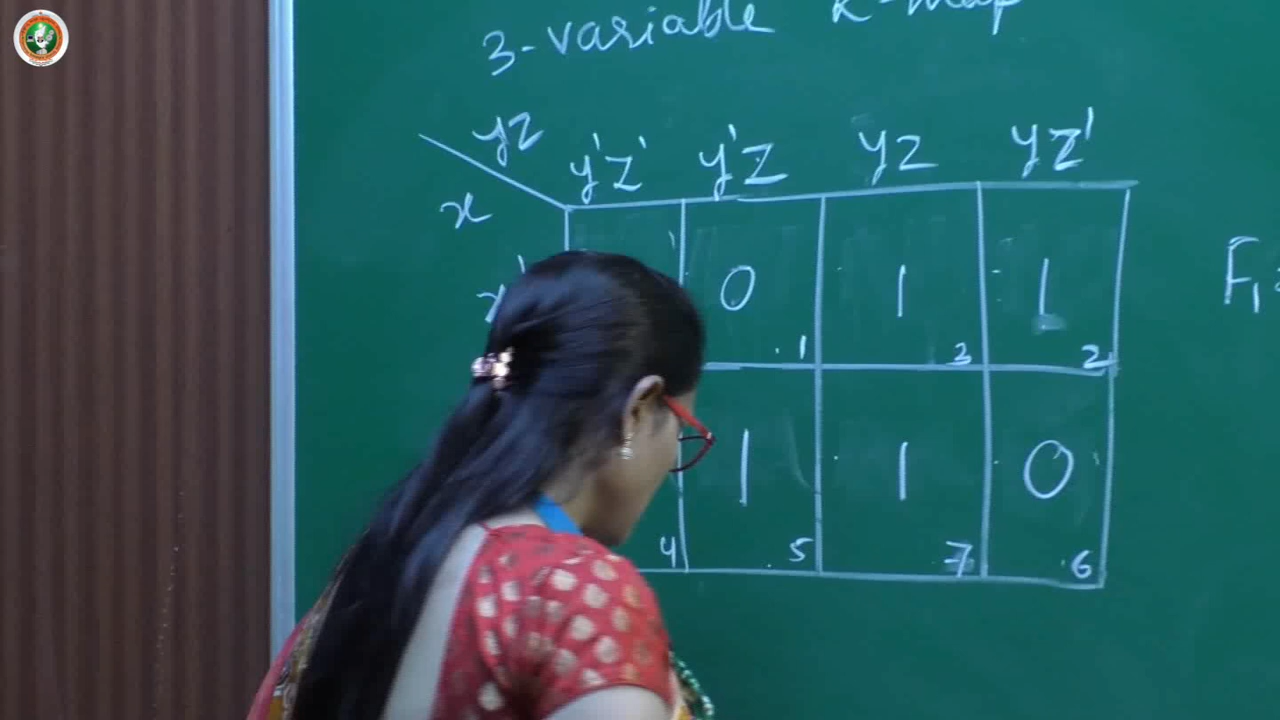 3-variable K-map
yz y'z' y'z yz yz'
x
x' 0 1 1
1 3 2
F₁
1 1 0
4 5 7 6